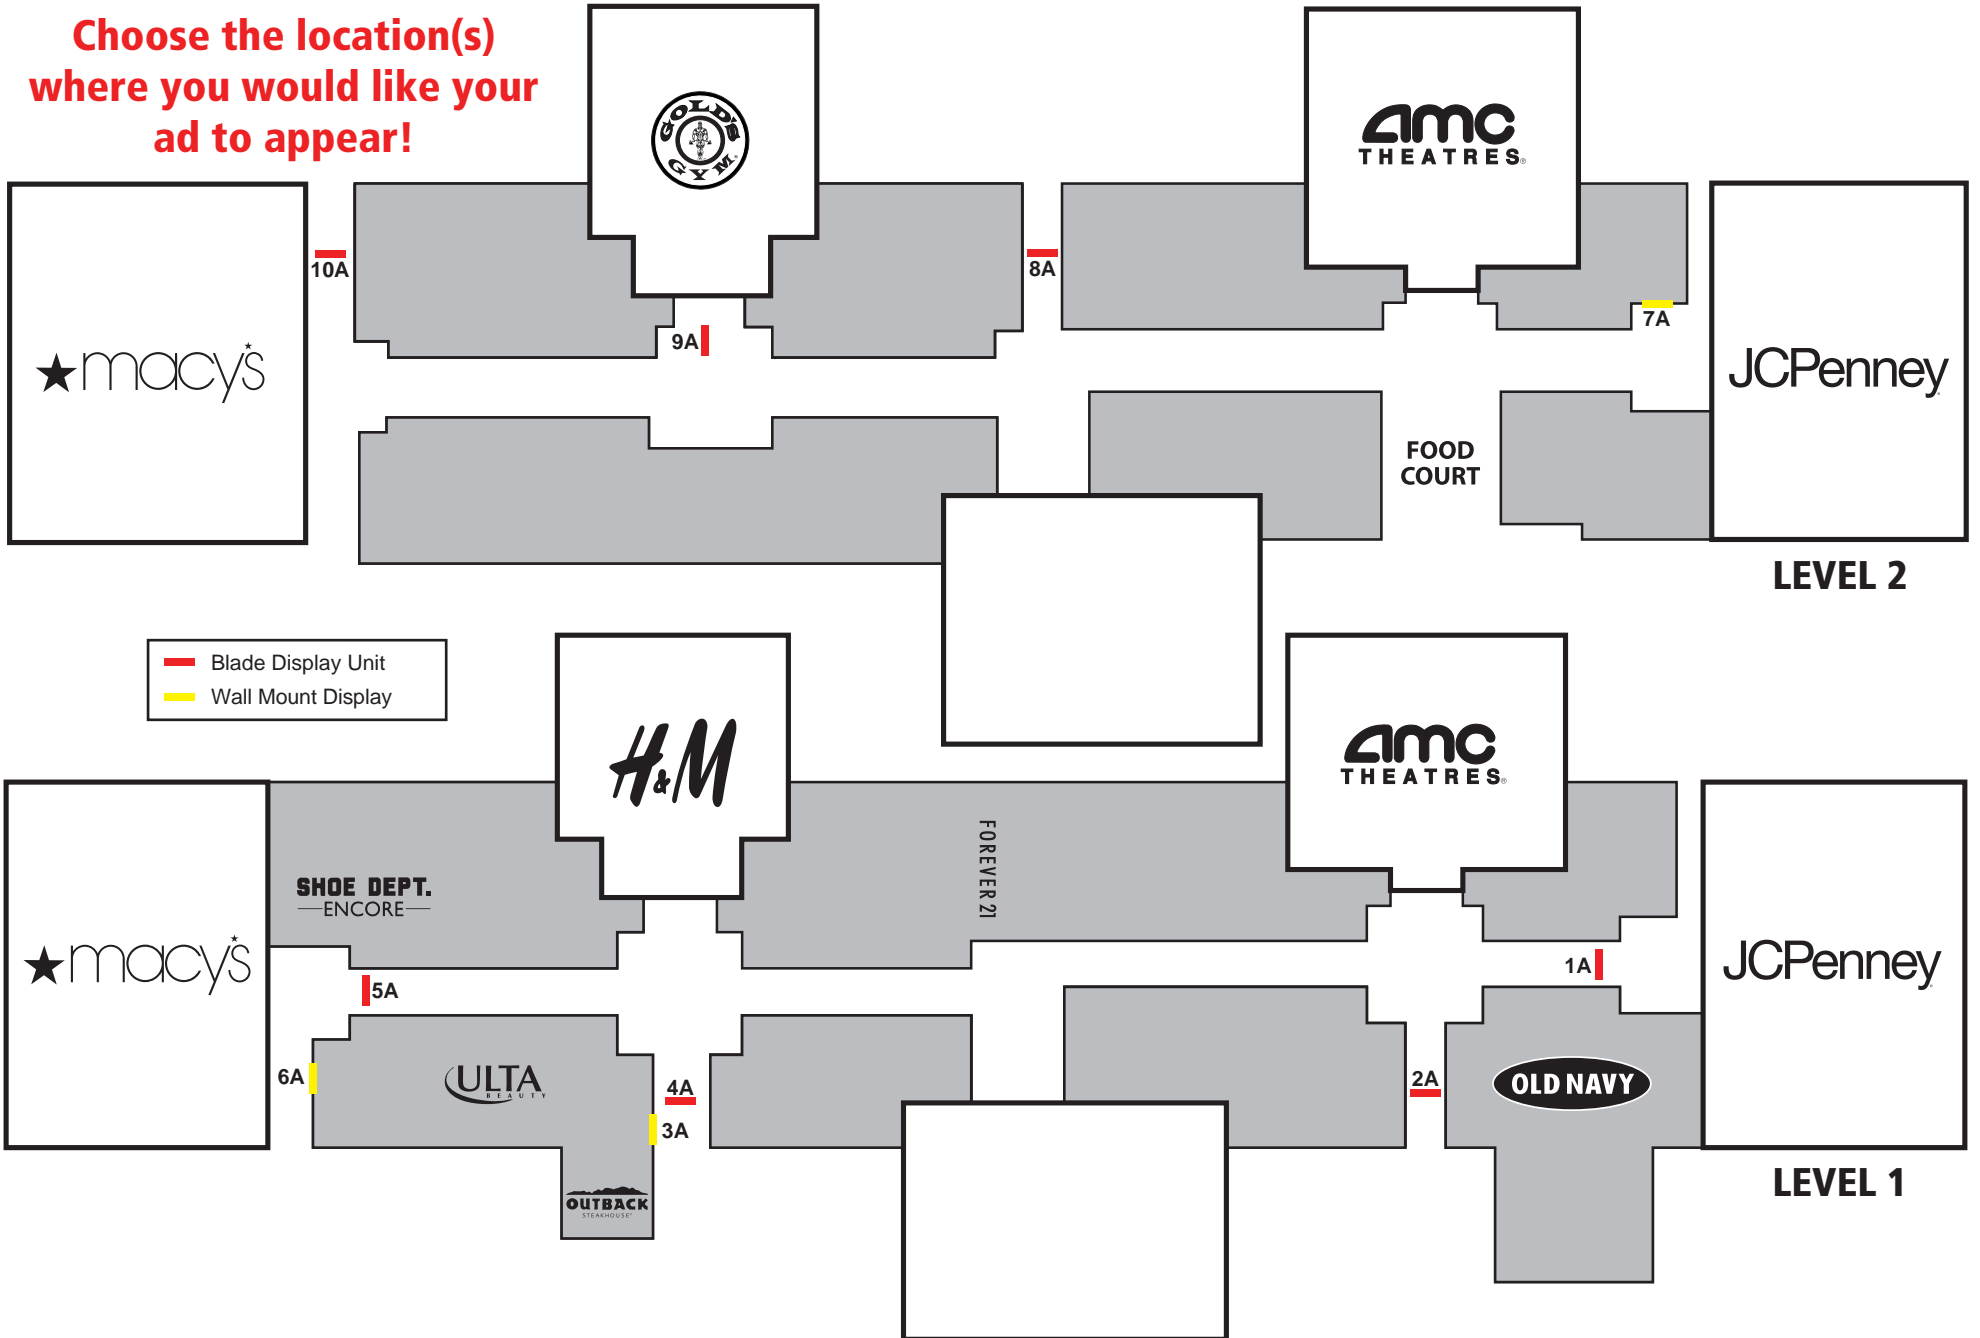 Choose the location(s)
where you would like your
ad to appear!
GOLD'S
GYM
amc
THEATRES®
10A
8A
9A
7A
macy's
JCPenney
FOOD
COURT
LEVEL 2
Blade Display Unit
Wall Mount Display
H&M
amc
THEATRES®
FOREVER 21
SHOE DEPT.
ENCORE
macy's
JCPenney
1A
5A
6A
ULTA
BEAUTY
4A
2A
OLD NAVY
3A
OUTBACK
STEAKHOUSE®
LEVEL 1